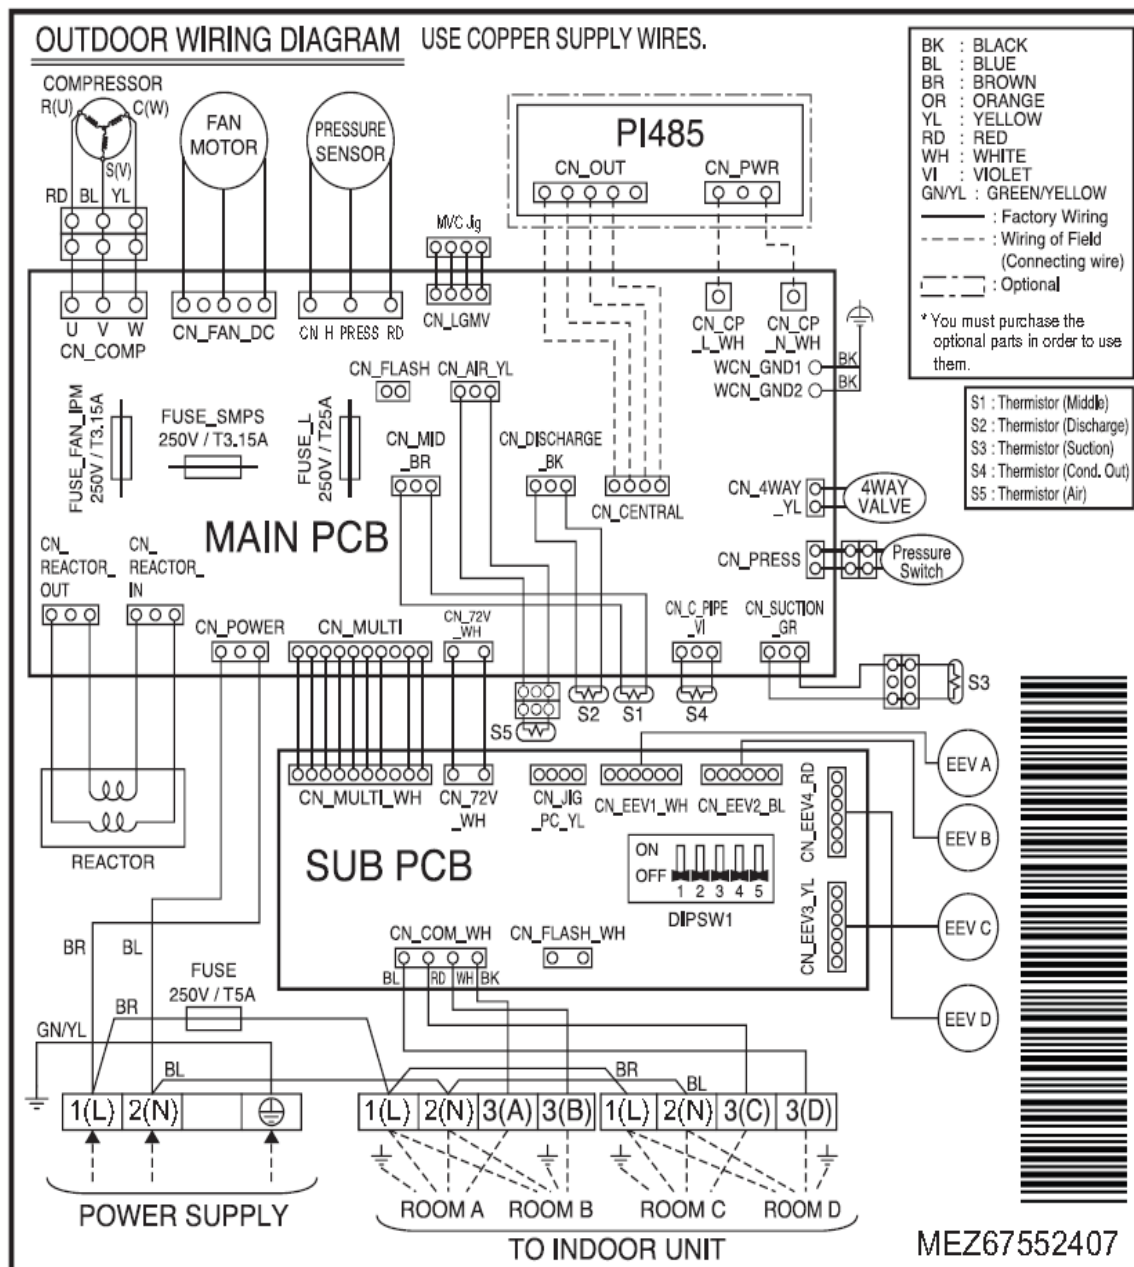 OUTDOOR WIRING DIAGRAM USE COPPER SUPPLY WIRES.
BK : BLACK
BL : BLUE
BR : BROWN
OR : ORANGE
YL : YELLOW
RD : RED
WH : WHITE
VI : VIOLET
GN/YL : GREEN/YELLOW
: Factory Wiring
: Wiring of Field
(Connecting wire)
: Optional
* You must purchase the
optional parts in order to use
them.
S1 : Thermistor (Middle)
S2 : Thermistor (Discharge)
S3 : Thermistor (Suction)
S4 : Thermistor (Cond. Out)
S5 : Thermistor (Air)
COMPRESSOR
R(U) C(W)
S(V)
RD BL YL
FAN
MOTOR
PRESSURE
SENSOR
MVC Jig
PI485
CN_OUT CN_PWR
U V W
CN_COMP
CN_FAN_DC
CN H PRESS RD
CN_LGMV
CN_CP
_L_WH
CN_CP
_N_WH
WCN_GND1 BK
WCN_GND2 BK
CN_FLASH CN_AIR_YL
FUSE_FAN_IPM
250V / T3.15A
FUSE_SMPS
250V / T3.15A
FUSE_L
250V / T25A
CN_MID
_BR
CN_DISCHARGE
_BK
CN_CENTRAL
CN_4WAY
_YL
4WAY
VALVE
MAIN PCB
CN_PRESS
Pressure
Switch
CN_
REACTOR_
OUT
CN_
REACTOR_
IN
CN_POWER
CN_MULTI
CN_72V
_WH
CN_C_PIPE
_VI
CN_SUCTION
_GR
S3
S5 S2 S1 S4
REACTOR
CN_MULTI_WH
CN_72V
_WH
CN_JIG
_PC_YL
CN_EEV1_WH
CN_EEV2_BL
CN_EEV4_RD
CN_EEV3_YL
EEV A
EEV B
EEV C
EEV D
SUB PCB
ON
OFF
1 2 3 4 5
DIPSW1
CN_COM_WH
CN_FLASH_WH
BL RD WH BK
BR BL
FUSE
250V / T5A
BR
GN/YL
BL
BR
BL
1(L) 2(N)
1(L) 2(N) 3(A) 3(B) 1(L) 2(N) 3(C) 3(D)
POWER SUPPLY
ROOM A ROOM B ROOM C ROOM D
TO INDOOR UNIT
MEZ67552407